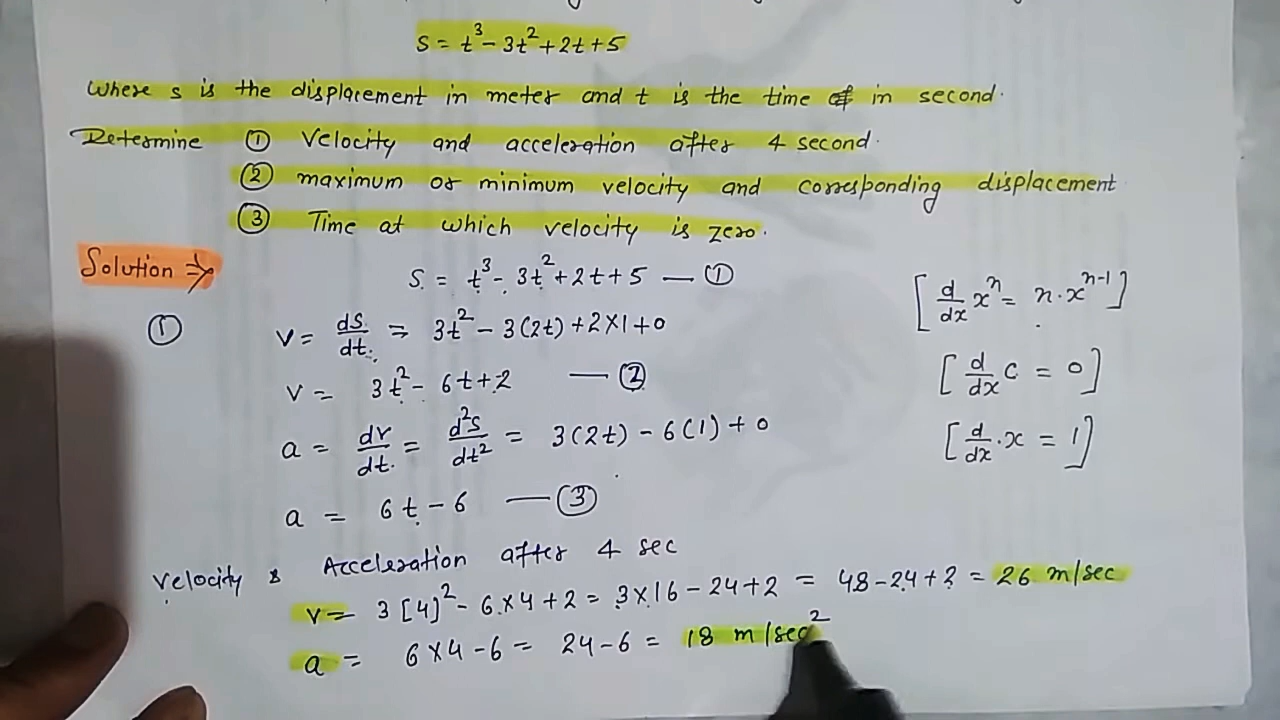 S = t³ - 3t² + 2t + 5
where s is the displacement in meter and t is the time in second.
Determine ① Velocity and acceleration after 4 second.
② maximum or minimum velocity and corresponding displacement
③ Time at which velocity is zero.
Solution ⇒
S = t³ - 3t² + 2t + 5 — ①
[d/dx xⁿ = n·xⁿ⁻¹]
① v = ds/dt = 3t² - 3(2t) + 2×1 + 0
v = 3t² - 6t + 2 — ②
[d/dx c = 0]
a = dv/dt = d²s/dt² = 3(2t) - 6(1) + 0
[d/dx · x = 1]
a = 6t - 6 — ③
Velocity & Acceleration after 4 sec
v = 3[4]² - 6×4 + 2 = 3×16 - 24 + 2 = 48 - 24 + 2 = 26 m/sec
a = 6×4 - 6 = 24 - 6 = 18 m/sec²